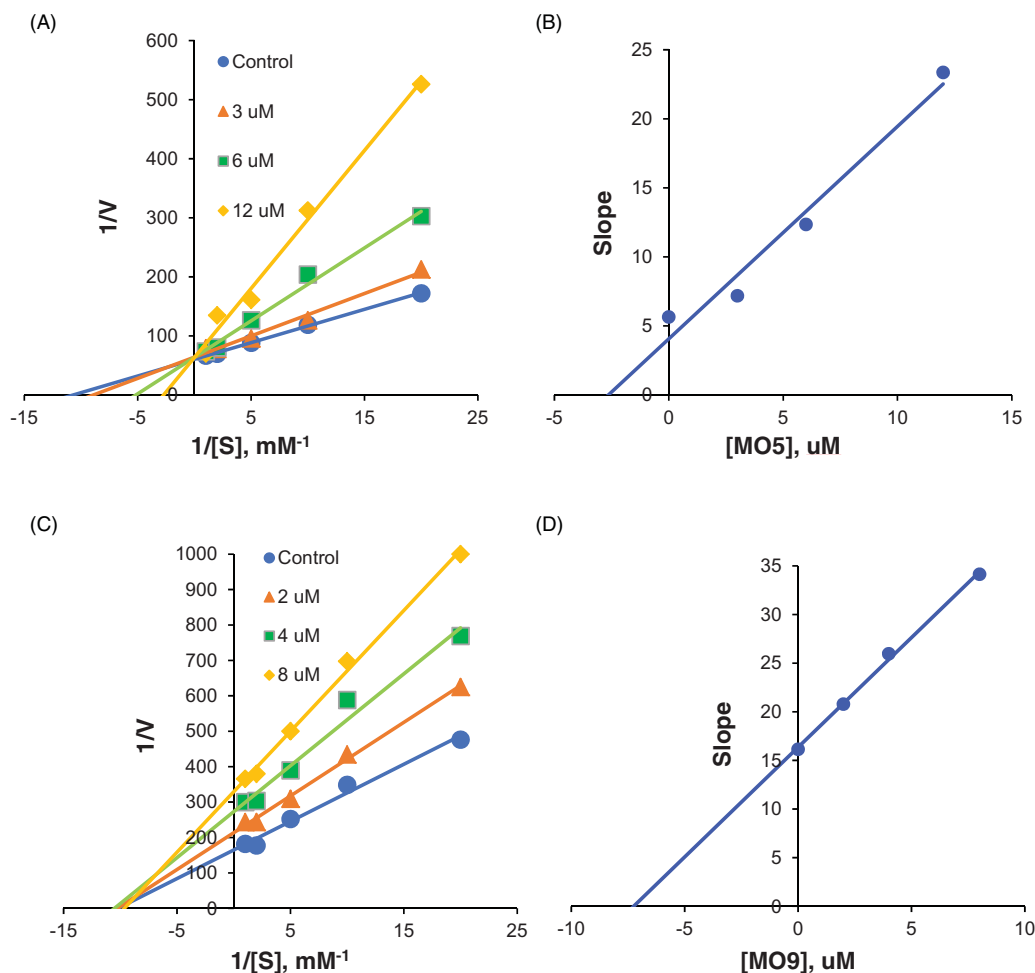 (A)
600
500
400
300
200
100
0
-15
-5
5
15
25
1/V
1/[S], mM-1
Control
3 uM
6 uM
12 uM
(B)
25
20
15
10
5
0
-5
0
5
10
15
Slope
[MO5], uM
(C)
1000
900
800
700
600
500
400
300
200
100
0
-15
-5
5
15
25
1/V
1/[S], mM-1
Control
2 uM
4 uM
8 uM
(D)
35
30
25
20
15
10
5
0
-10
-5
0
5
10
Slope
[MO9], uM